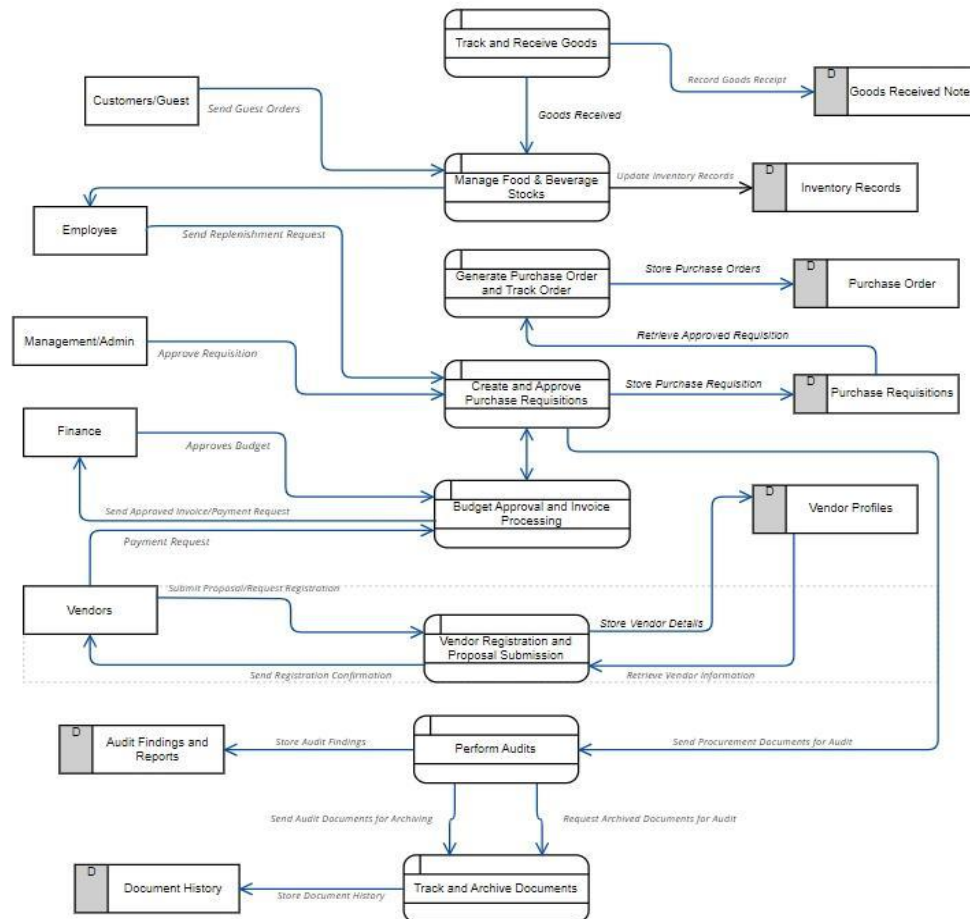 Track and Receive Goods
Record Goods Receipt
D
Goods Received Note
Customers/Guest
Send Guest Orders
Goods Received
Manage Food & Beverage
Stocks
Update Inventory Records
D
Inventory Records
Employee
Send Replenishment Request
Generate Purchase Order
and Track Order
Store Purchase Orders
D
Purchase Order
Management/Admin
Approve Requisition
Retrieve Approved Requisition
Create and Approve
Purchase Requisitions
Store Purchase Requisition
D
Purchase Requisitions
Finance
Approves Budget
Send Approved Invoice/Payment Request
Budget Approval and Invoice
Processing
D
Vendor Profiles
Payment Request
Vendors
Submit Proposal/Request Registration
Store Vendor Details
Vendor Registration and
Proposal Submission
Send Registration Confirmation
Retrieve Vendor Information
D
Audit Findings and
Reports
Store Audit Findings
Perform Audits
Send Procurement Documents for Audit
Send Audit Documents for Archiving
Request Archived Documents for Audit
D
Document History
Store Document History
Track and Archive Documents